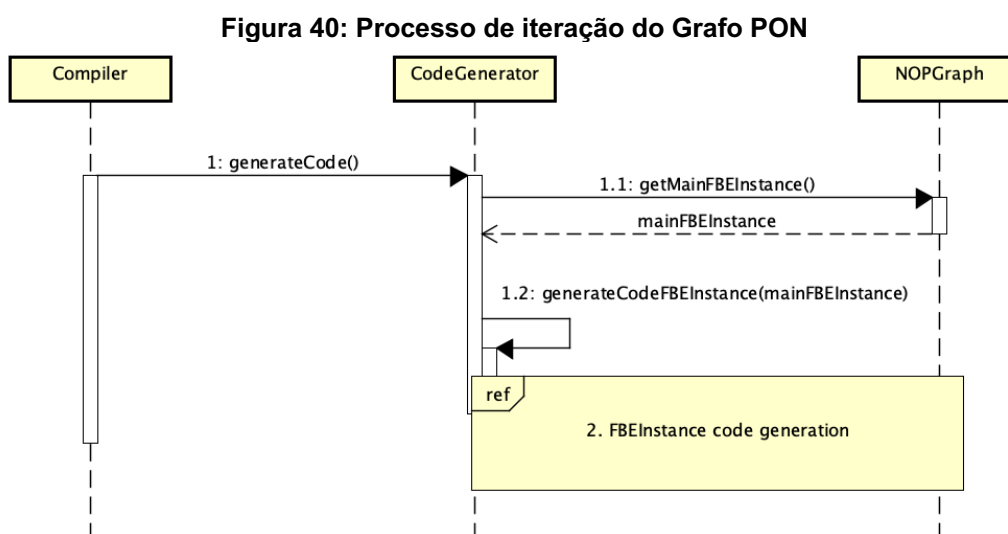 Figura 40: Processo de iteração do Grafo PON
Compiler
CodeGenerator
NOPGraph
1: generateCode()
1.1: getMainFBEInstance()
mainFBEInstance
1.2: generateCodeFBEInstance(mainFBEInstance)
ref
2. FBEInstance code generation